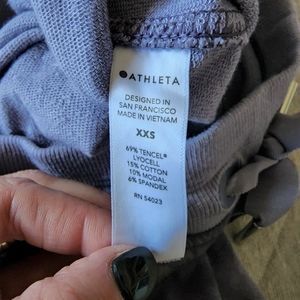 ATHLETA
DESIGNED IN
SAN FRANCISCO
MADE IN VIETNAM
XXS
69% TENCEL®
LYOCELL
15% COTTON
10% MODAL
6% SPANDEX
RN 54023